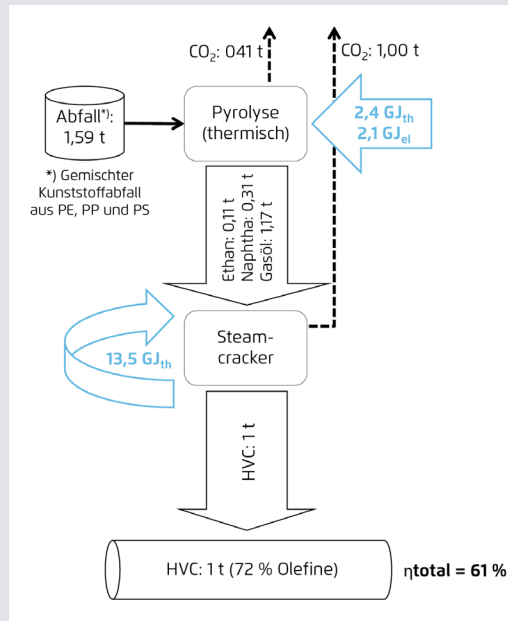 CO₂: 041 t
CO₂: 1,00 t
Abfall*⁾:
1,59 t
Pyrolyse
(thermisch)
2,4 GJth
2,1 GJel
*) Gemischter
Kunststoffabfall
aus PE, PP und PS
Ethan: 0,11 t
Naphtha: 0,31 t
Gasöl: 1,17 t
13,5 GJth
Steam-
cracker
HVC: 1 t
HVC: 1 t (72 % Olefine)
ηtotal = 61 %